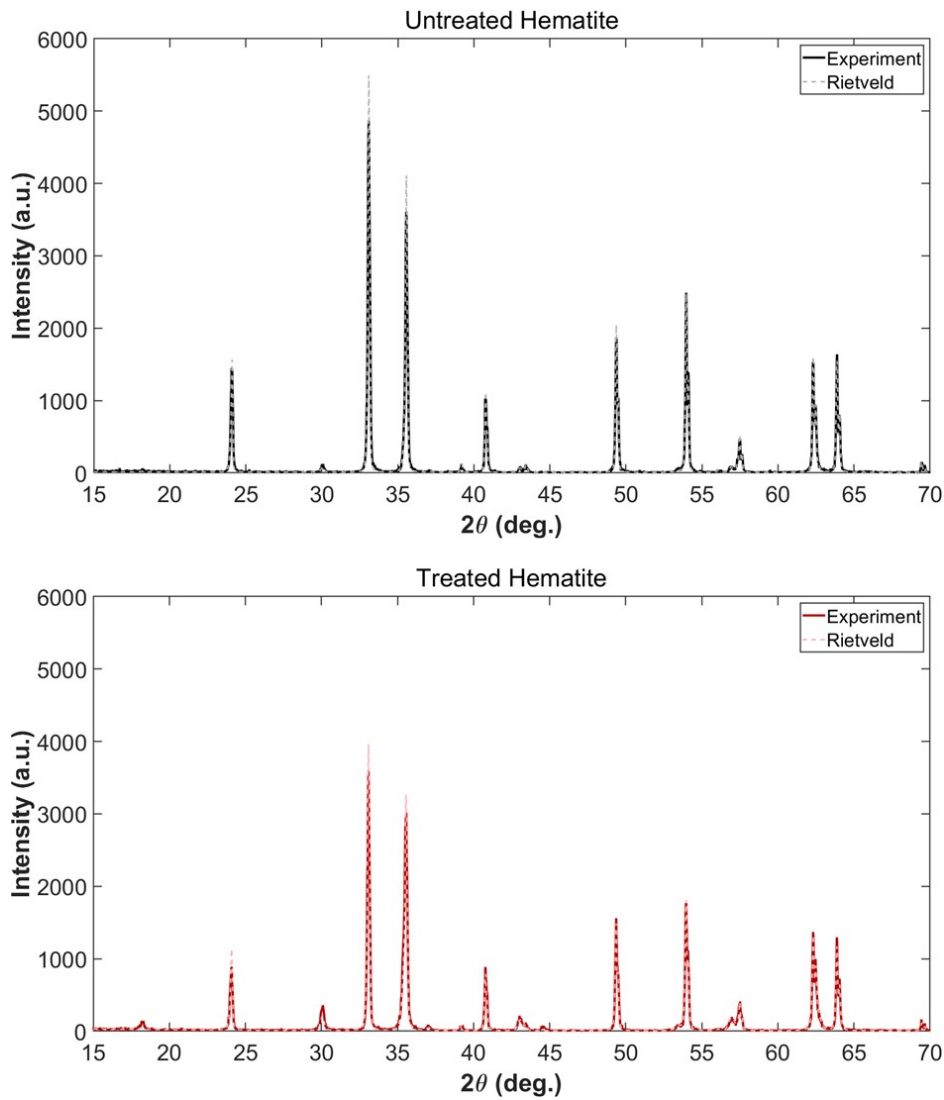 Untreated Hematite
6000
5000
4000
3000
2000
1000
0
Intensity (a.u.)
Experiment
Rietveld
15 20 25 30 35 40 45 50 55 60 65 70
2θ (deg.)
Treated Hematite
6000
5000
4000
3000
2000
1000
0
Intensity (a.u.)
Experiment
Rietveld
15 20 25 30 35 40 45 50 55 60 65 70
2θ (deg.)